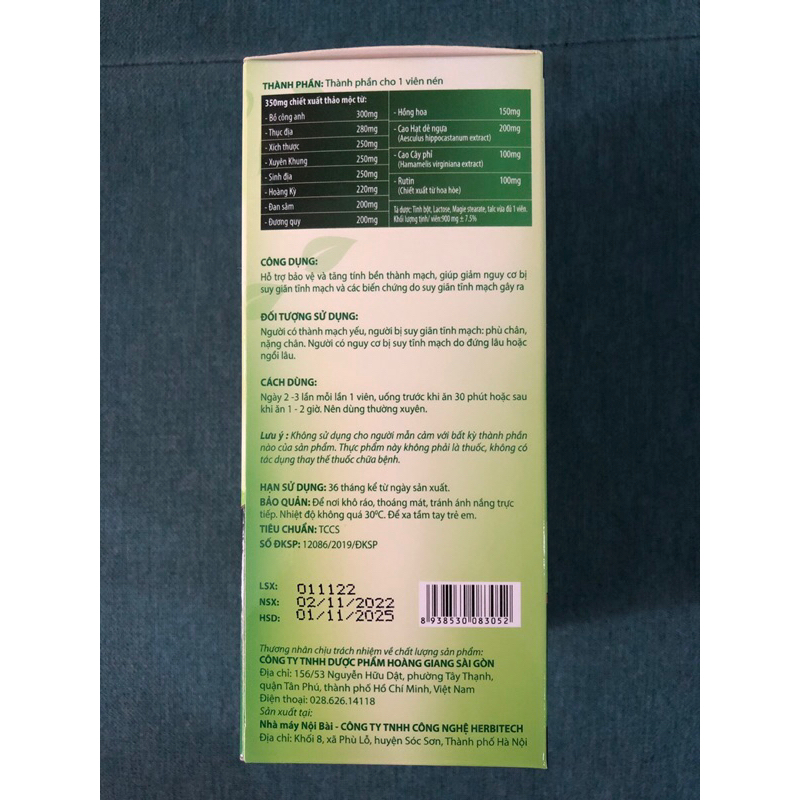 THÀNH PHẦN: Thành phần cho 1 viên nén
350mg chiết xuất thảo mộc từ:
- Bồ công anh 300mg
- Thục địa 280mg
- Xích thược 250mg
- Xuyên Khung 250mg
- Sinh địa 250mg
- Hoàng Kỳ 220mg
- Đan sâm 200mg
- Đương quy 200mg
- Hồng hoa 150mg
- Cao Hạt dẻ ngựa 200mg
(Aesculus hippocastanum extract)
- Cao Cây phỉ 100mg
(Hamamelis virginiana extract)
- Rutin 100mg
(Chiết xuất từ hoa hòe)
Tá dược: Tinh bột, Lactose, Magie stearate, talc vừa đủ 1 viên.
Khối lượng tịnh/ viên:900 mg ± 7.5%
CÔNG DỤNG:
Hỗ trợ bảo vệ và tăng tính bền thành mạch, giúp giảm nguy cơ bị
suy giãn tĩnh mạch và các biến chứng do suy giãn tĩnh mạch gây ra
ĐỐI TƯỢNG SỬ DỤNG:
Người có thành mạch yếu, người bị suy giãn tĩnh mạch: phù chân,
nặng chân. Người có nguy cơ bị suy tĩnh mạch do đứng lâu hoặc
ngồi lâu.
CÁCH DÙNG:
Ngày 2 -3 lần mỗi lần 1 viên, uống trước khi ăn 30 phút hoặc sau
khi ăn 1 - 2 giờ. Nên dùng thường xuyên.
Lưu ý : Không sử dụng cho người mẫn cảm với bất kỳ thành phần
nào của sản phẩm. Thực phẩm này không phải là thuốc, không có
tác dụng thay thế thuốc chữa bệnh.
HẠN SỬ DỤNG: 36 tháng kể từ ngày sản xuất.
BẢO QUẢN: Để nơi khô ráo, thoáng mát, tránh ánh nắng trực
tiếp. Nhiệt độ không quá 30⁰C. Để xa tầm tay trẻ em.
TIÊU CHUẨN: TCCS
SỐ ĐKSP: 12086/2019/ĐKSP
LSX: 011122
NSX: 02/11/2022
HSD: 01/11/2025
8 938530 083052
Thương nhân chịu trách nhiệm về chất lượng sản phẩm:
CÔNG TY TNHH DƯỢC PHẨM HOÀNG GIANG SÀI GÒN
Địa chỉ: 156/53 Nguyễn Hữu Dật, phường Tây Thạnh,
quận Tân Phú, thành phố Hồ Chí Minh, Việt Nam
Điện thoại: 028.626.14118
Sản xuất tại:
Nhà máy Nội Bài - CÔNG TY TNHH CÔNG NGHỆ HERBITECH
Địa chỉ: Khối 8, xã Phù Lỗ, huyện Sóc Sơn, Thành phố Hà Nội